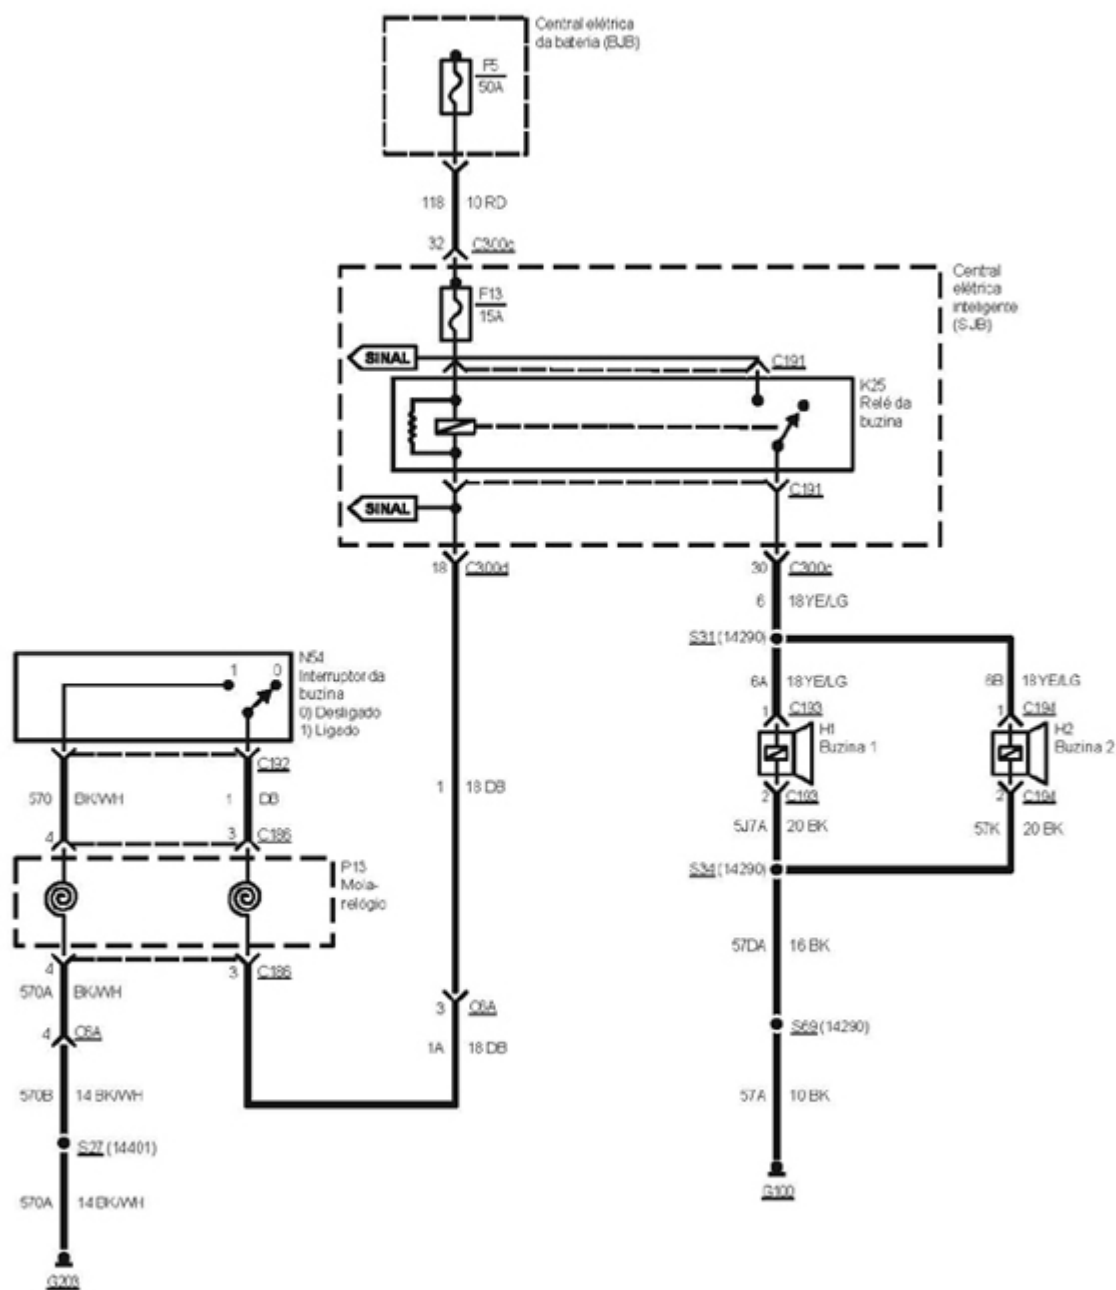 Central elétrica
da bateria (BJB)
F5
50A
118 10 RD
32 C300c
Central
elétrica
inteligente
(SJB)
F13
15A
SINAL
C191
K25
Relé da
buzina
C191
SINAL
18 C300d
30 C300c
6 18YE/LG
S31 (14290)
6A 18YE/LG
6B 18YE/LG
1 C193
1 C194
H1
Buzina 1
H2
Buzina 2
2 C193
2 C194
5J7A 20 BK
57K 20 BK
S34 (14290)
57DA 16 BK
S69 (14290)
57A 10 BK
G100
N54
Interruptor da
buzina
0) Desligado
1) Ligado
1 0
C192
570 BK/WH
1 DB
4
3 C186
P13
Mola-
relógio
4
3 C186
570A BK/WH
4 C6A
570B 14 BK/WH
S27 (14401)
570A 14 BK/WH
G203
1 18 DB
3 C6A
1A 18 DB